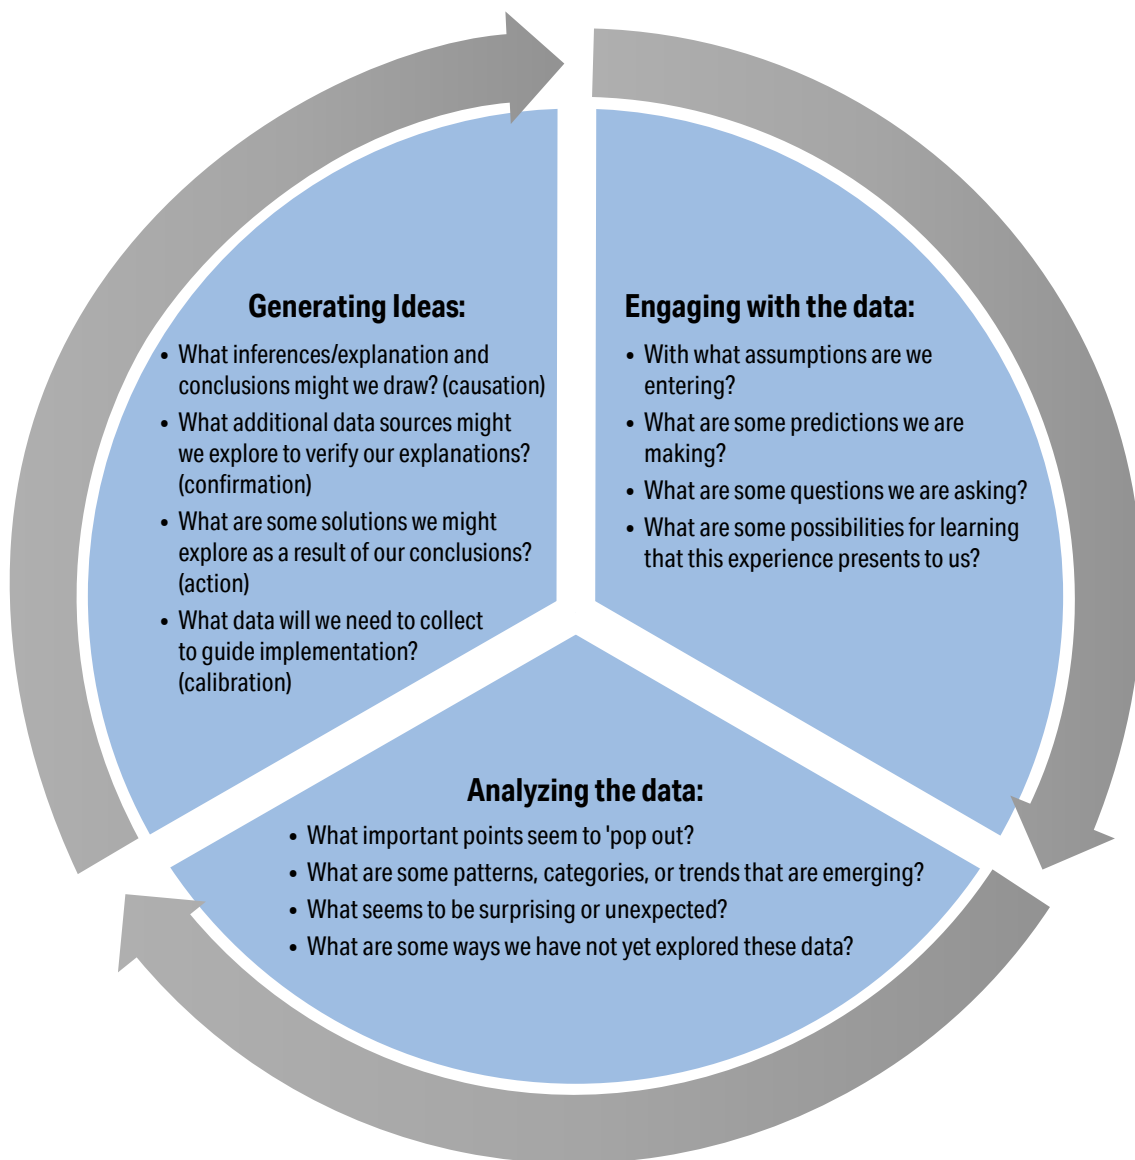 Generating Ideas:
• What inferences/explanation and
conclusions might we draw? (causation)
• What additional data sources might
we explore to verify our explanations?
(confirmation)
• What are some solutions we might
explore as a result of our conclusions?
(action)
• What data will we need to collect
to guide implementation?
(calibration)
Engaging with the data:
• With what assumptions are we
entering?
• What are some predictions we are
making?
• What are some questions we are asking?
• What are some possibilities for learning
that this experience presents to us?
Analyzing the data:
• What important points seem to 'pop out?
• What are some patterns, categories, or trends that are emerging?
• What seems to be surprising or unexpected?
• What are some ways we have not yet explored these data?